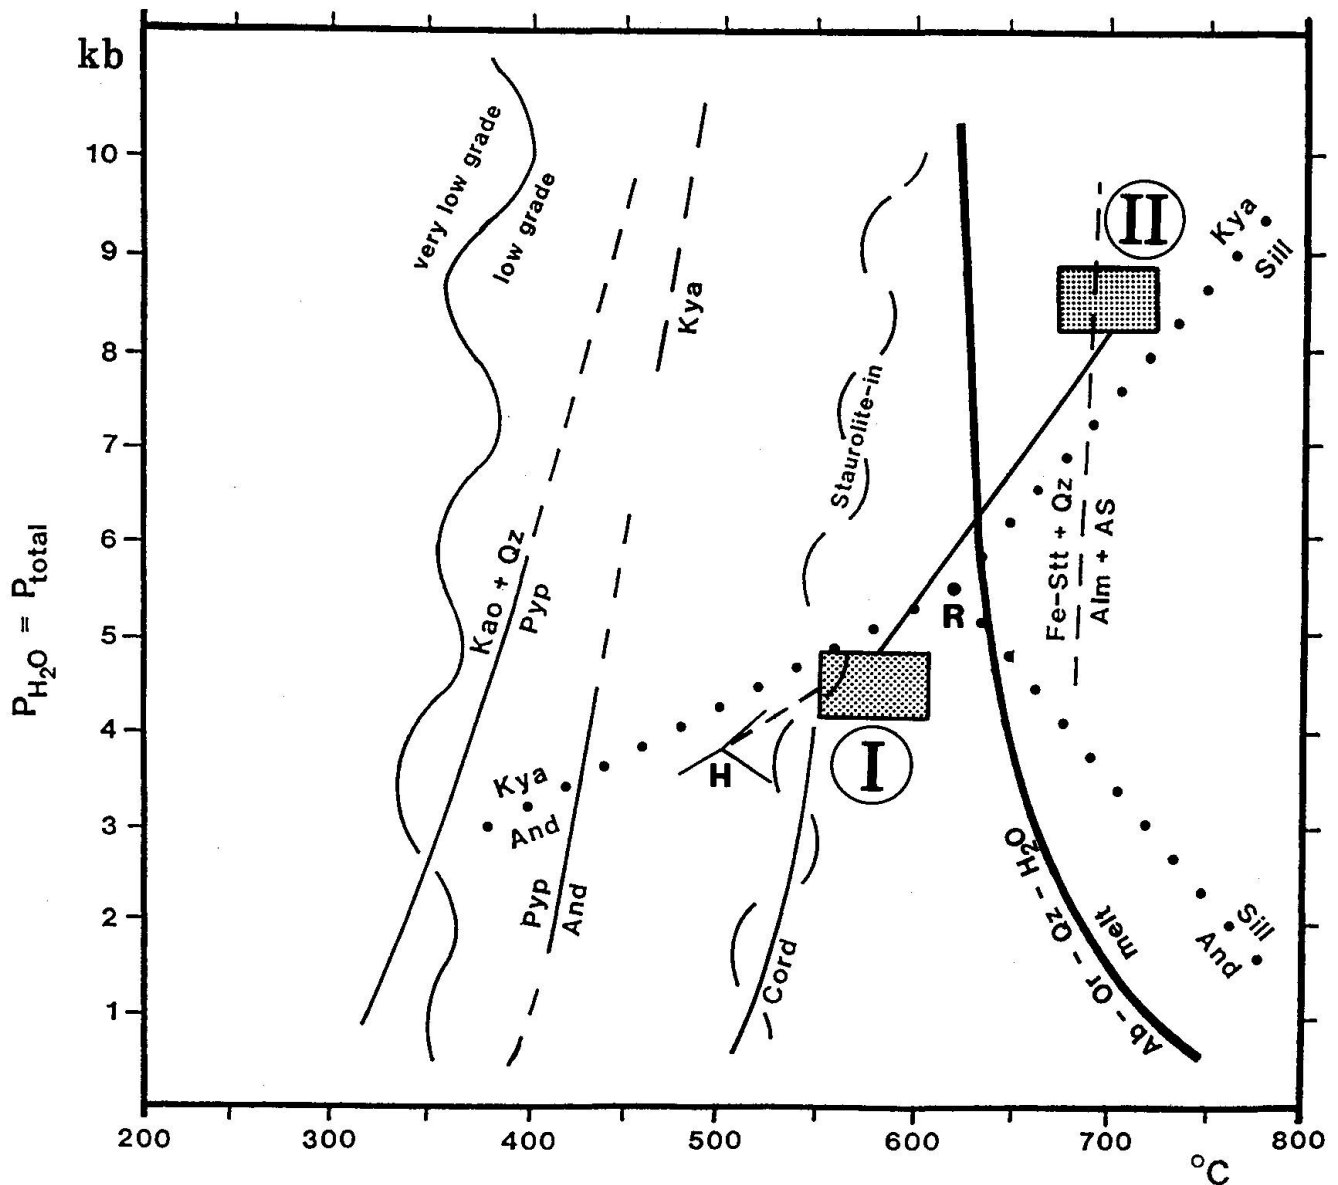 kb
10
9
8
7
6
5
4
3
2
1
P_H₂O = P_total
200
300
400
500
600
700
800
°C
very low grade
low grade
Kao + Qz
Pyp
Kya
Kya
And
Pyp
And
H
Staurolite-in
Cord
I
II
R
Fe-Stt + Qz
Alm + AS
Kya
Sill
Sill
And
Ab - Or - Qz - H₂O
melt